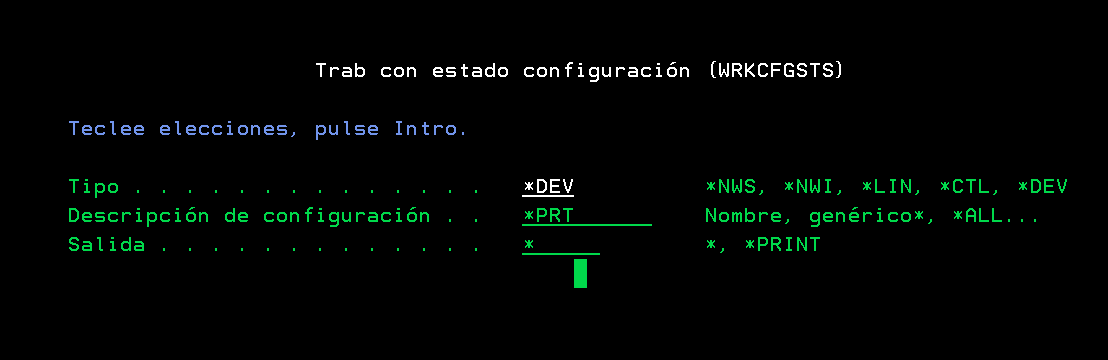 Trab con estado configuración (WRKCFGSTS)
Teclee elecciones, pulse Intro.
Tipo . . . . . . . . . . . . . . *DEV *NWS, *NWI, *LIN, *CTL, *DEV
Descripción de configuración . . *PRT Nombre, genérico*, *ALL...
Salida . . . . . . . . . . . . . * *, *PRINT